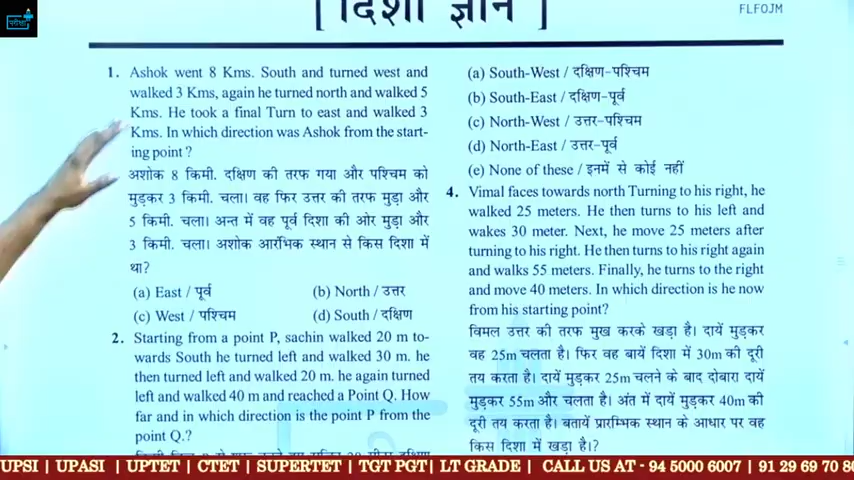 परीक्षा
[ दिशा ज्ञान ]
FLFOJM
1. Ashok went 8 Kms. South and turned west and
walked 3 Kms, again he turned north and walked 5
Kms. He took a final Turn to east and walked 3
Kms. In which direction was Ashok from the start-
ing point ?
अशोक 8 किमी. दक्षिण की तरफ गया और पश्चिम को
मुड़कर 3 किमी. चला। वह फिर उत्तर की तरफ मुड़ा और
5 किमी. चला। अन्त में वह पूर्व दिशा की ओर मुड़ा और
3 किमी. चला। अशोक आरंभिक स्थान से किस दिशा में
था?
(a) East / पूर्व (b) North / उत्तर
(c) West / पश्चिम (d) South / दक्षिण
2. Starting from a point P, sachin walked 20 m to-
wards South he turned left and walked 30 m. he
then turned left and walked 20 m. he again turned
left and walked 40 m and reached a Point Q. How
far and in which direction is the point P from the
point Q.?
(a) South-West / दक्षिण-पश्चिम
(b) South-East / दक्षिण-पूर्व
(c) North-West / उत्तर-पश्चिम
(d) North-East / उत्तर-पूर्व
(e) None of these / इनमें से कोई नहीं
4. Vimal faces towards north Turning to his right, he
walked 25 meters. He then turns to his left and
wakes 30 meter. Next, he move 25 meters after
turning to his right. He then turns to his right again
and walks 55 meters. Finally, he turns to the right
and move 40 meters. In which direction is he now
from his starting point?
विमल उत्तर की तरफ मुख करके खड़ा है। दायें मुड़कर
वह 25m चलता है। फिर वह बायें दिशा में 30m की दूरी
तय करता है। दायें मुड़कर 25m चलने के बाद दोबारा दायें
मुड़कर 55m और चलता है। अंत में दायें मुड़कर 40m की
दूरी तय करता है। बतायें प्रारम्भिक स्थान के आधार पर वह
किस दिशा में खड़ा है।?
UPSI | UPASI | UPTET | CTET | SUPERTET | TGT PGT| LT GRADE | CALL US AT - 94 5000 6007 | 91 29 69 70 80